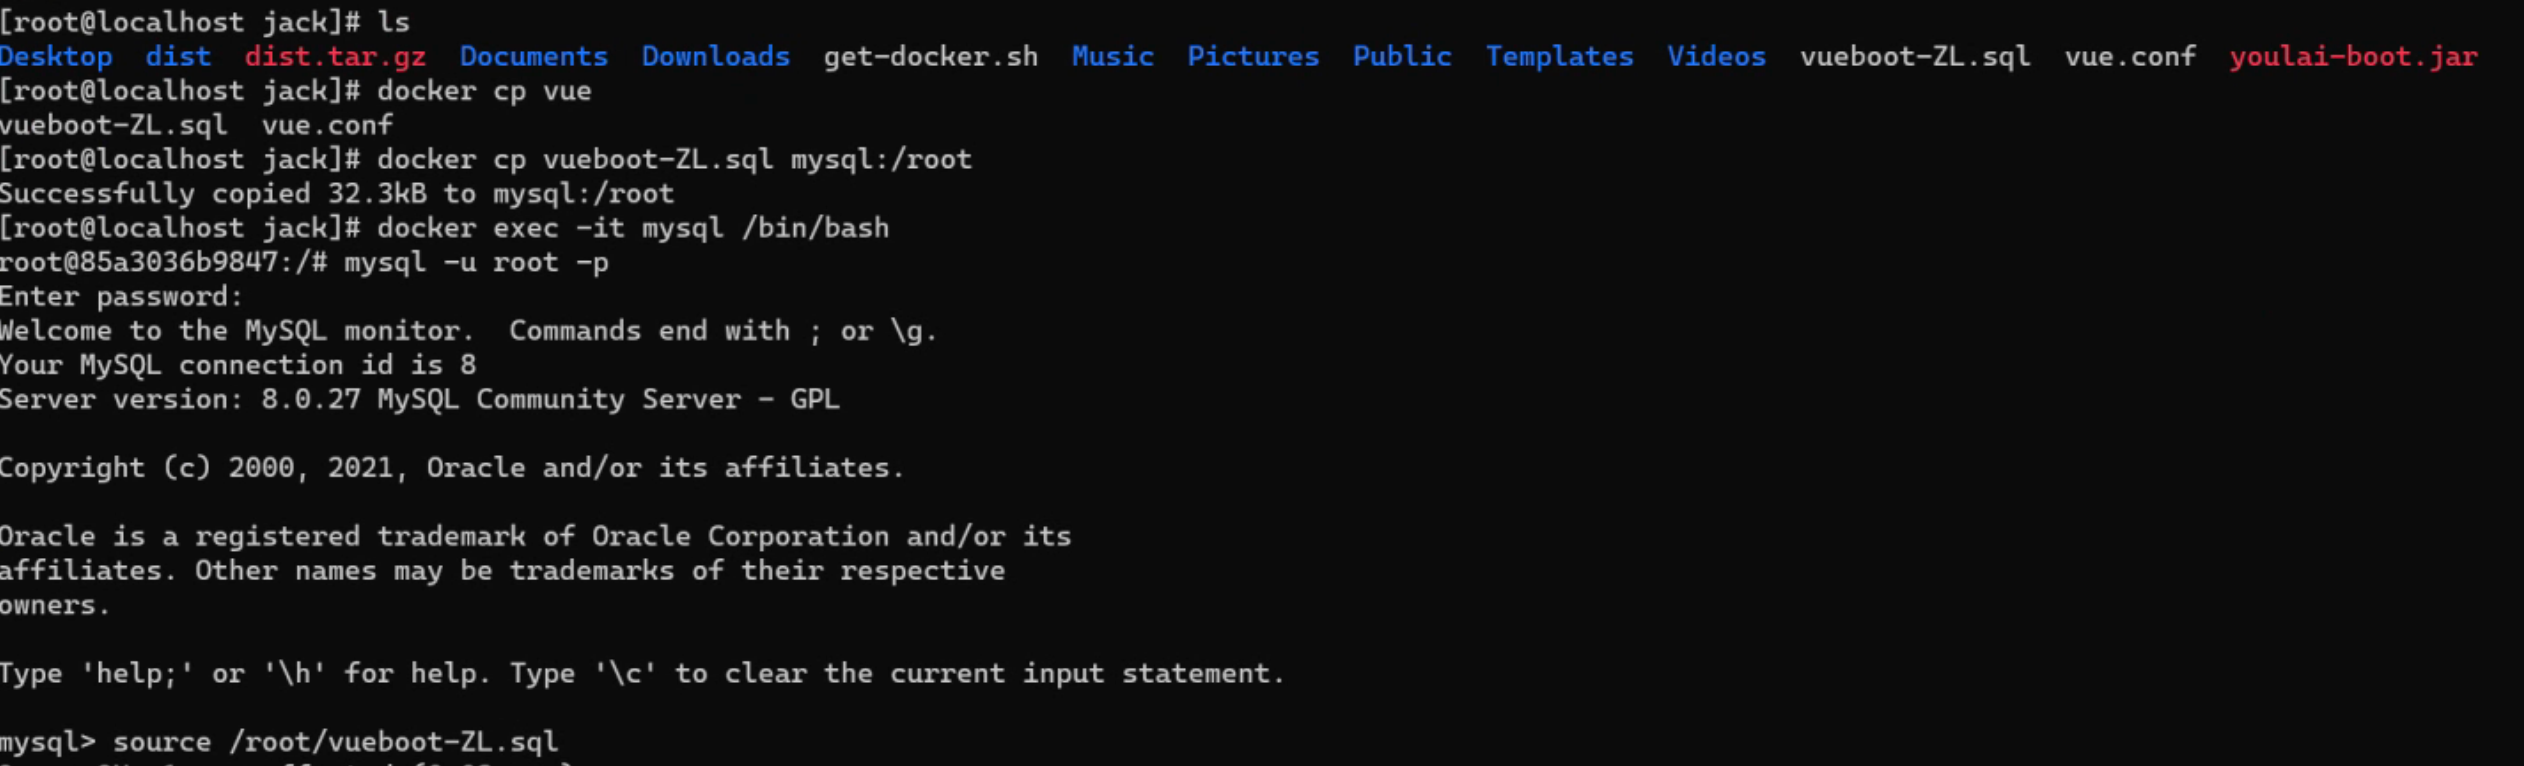 [root@localhost jack]# ls
Desktop  dist  dist.tar.gz  Documents  Downloads  get-docker.sh  Music  Pictures  Public  Templates  Videos  vueboot-ZL.sql  vue.conf  youlai-boot.jar
[root@localhost jack]# docker cp vue
vueboot-ZL.sql  vue.conf
[root@localhost jack]# docker cp vueboot-ZL.sql mysql:/root
Successfully copied 32.3kB to mysql:/root
[root@localhost jack]# docker exec -it mysql /bin/bash
root@85a3036b9847:/# mysql -u root -p
Enter password:
Welcome to the MySQL monitor.  Commands end with ; or \g.
Your MySQL connection id is 8
Server version: 8.0.27 MySQL Community Server - GPL
Copyright (c) 2000, 2021, Oracle and/or its affiliates.
Oracle is a registered trademark of Oracle Corporation and/or its
affiliates. Other names may be trademarks of their respective
owners.
Type 'help;' or '\h' for help. Type '\c' to clear the current input statement.
mysql> source /root/vueboot-ZL.sql